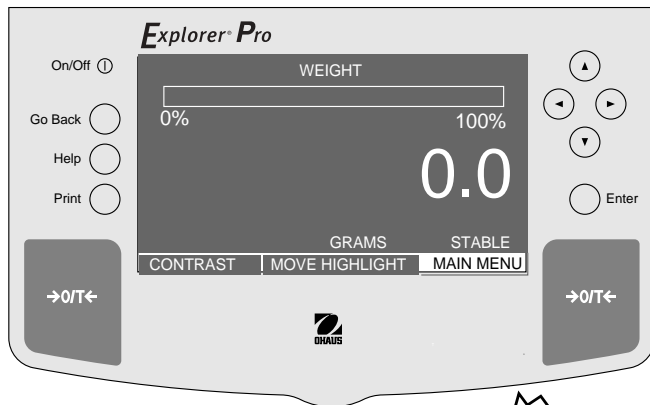 Explorer® Pro
On/Off
WEIGHT
Go Back
0% 100%
Help
0.0
Print
Enter
GRAMS STABLE
CONTRAST MOVE HIGHLIGHT MAIN MENU
→0/T← →0/T←
OHAUS